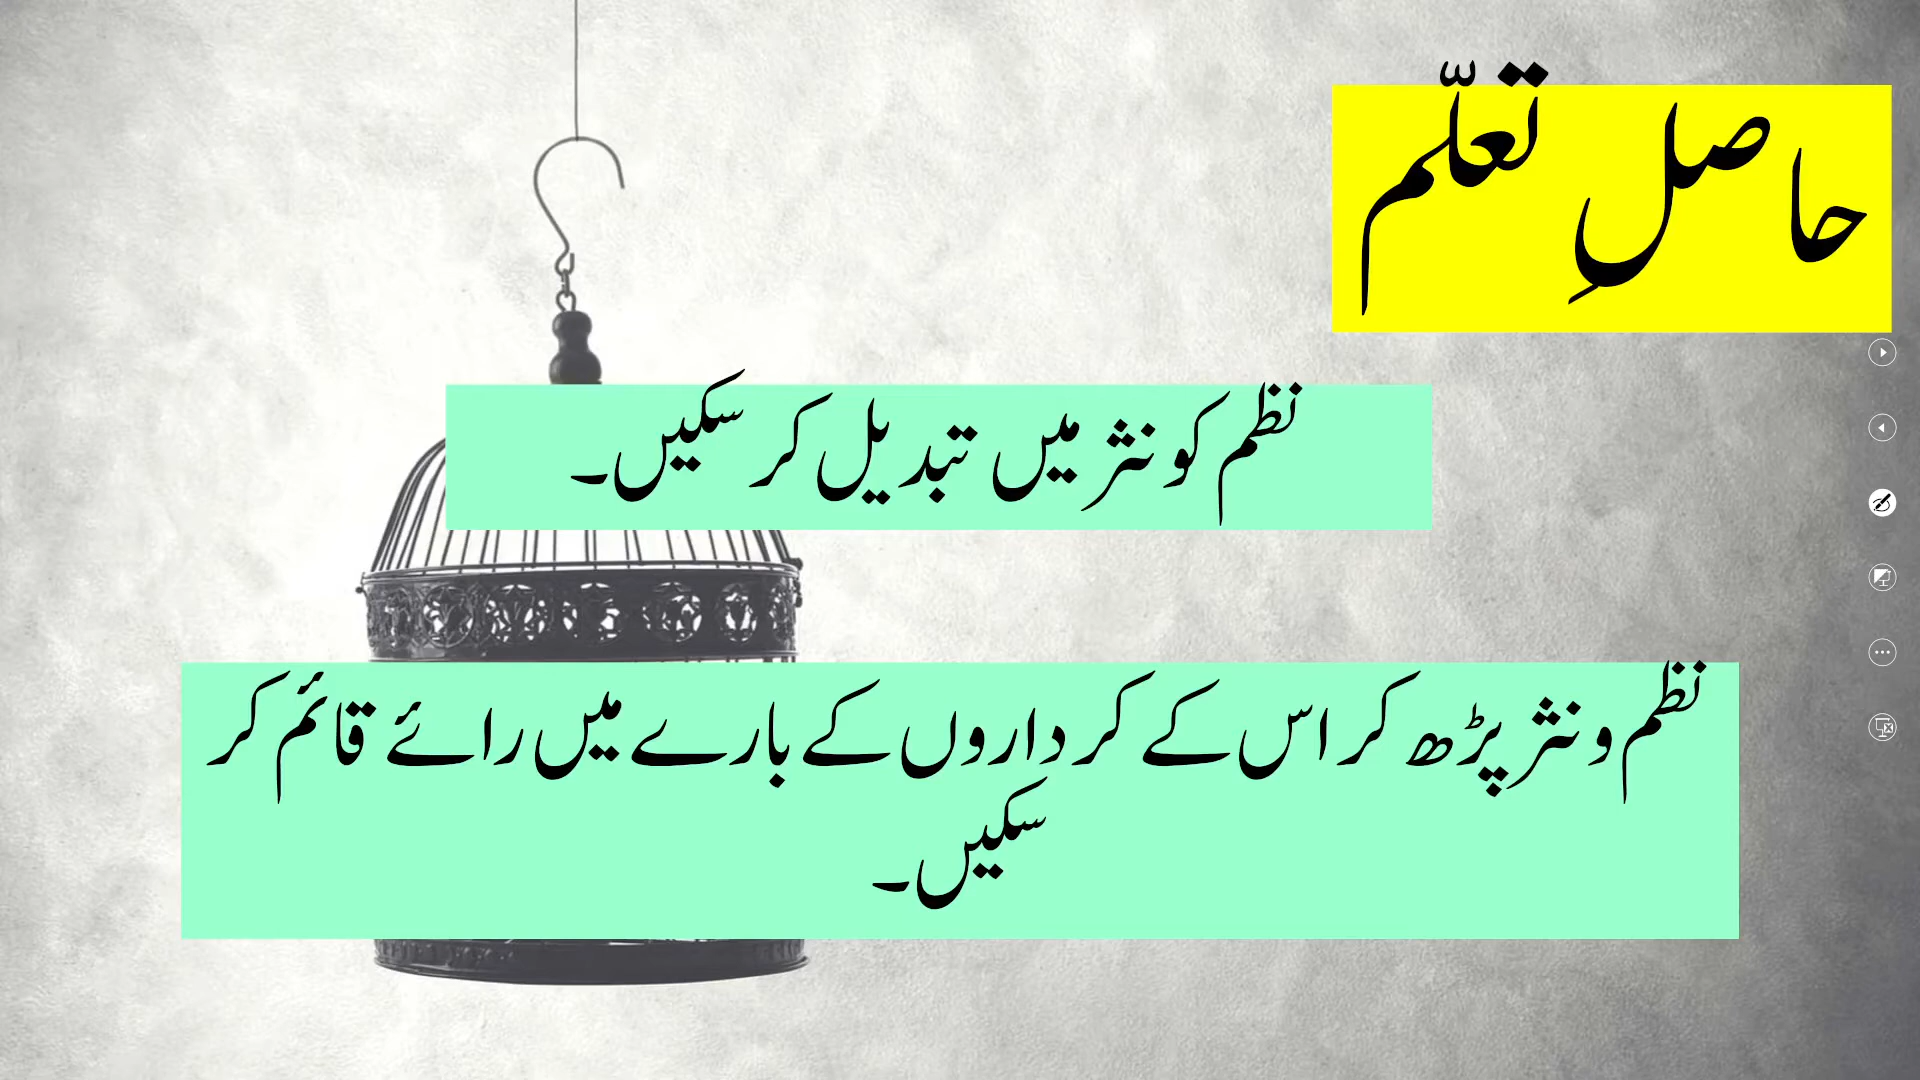 حاصلِ تعلّم
نظم کو نثر میں تبدیل کر سکیں۔
نظم و نثر پڑھ کر اس کے کرداروں کے بارے میں رائے قائم کر
سکیں۔